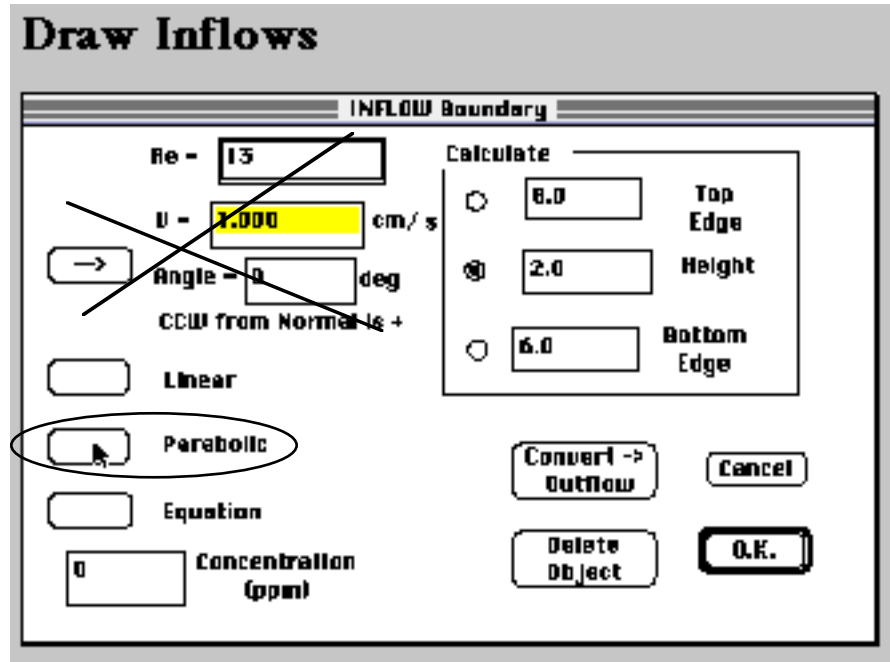 Draw Inflows
INFLOW Boundary
Re = 13
U = 1.000 cm/s
-->
Angle = 0 deg
CCW from Normal is +
Linear
Parabolic
Equation
0 Concentration
(ppm)
Calculate
8.0 Top
Edge
2.0 Height
6.0 Bottom
Edge
Convert ->
Outflow
Cancel
Delete
Object
O.K.